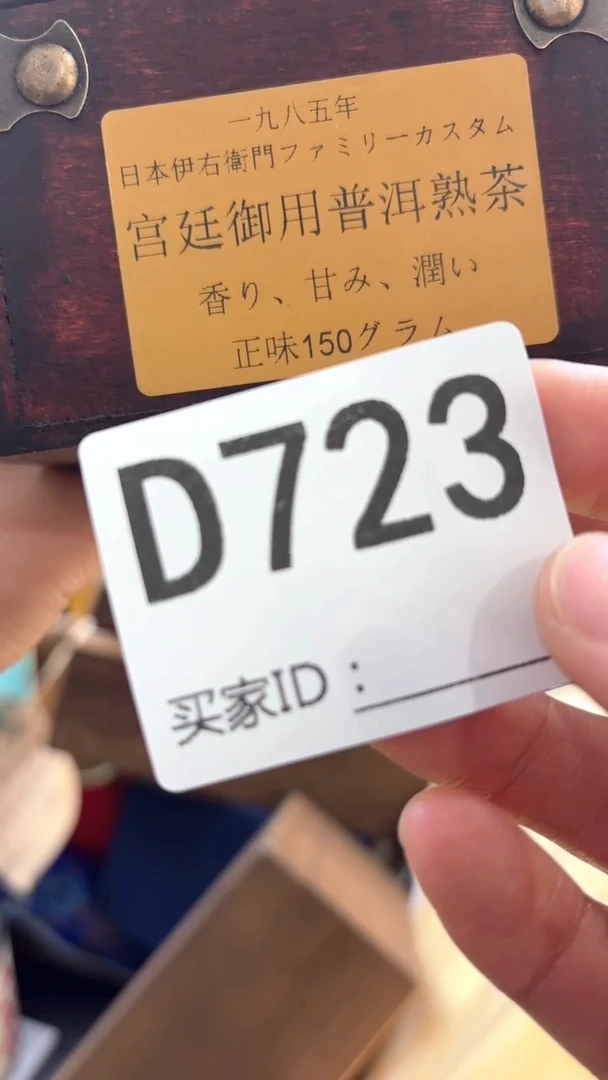 一九八五年
日本伊右衛門ファミリーカスタム
宮廷御用普洱熟茶
香り、甘み、潤い
正味150グラム
D723
买家ID：